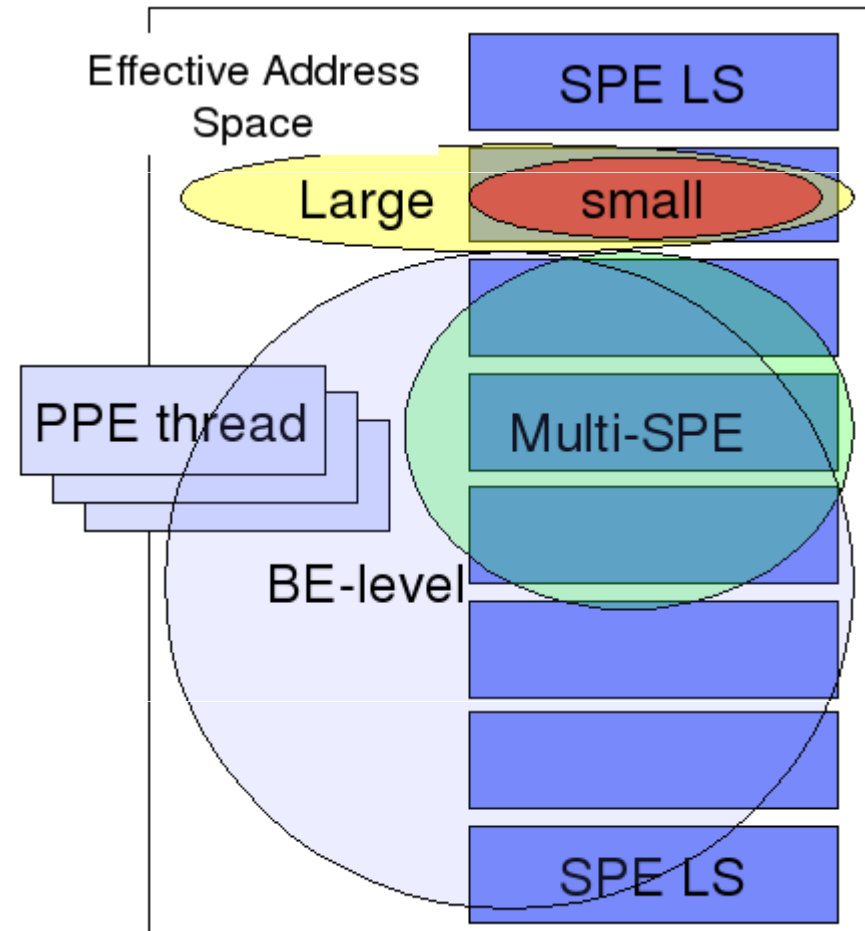 Effective Address
Space
SPE LS
Large
small
PPE thread
Multi-SPE
BE-level
SPE LS